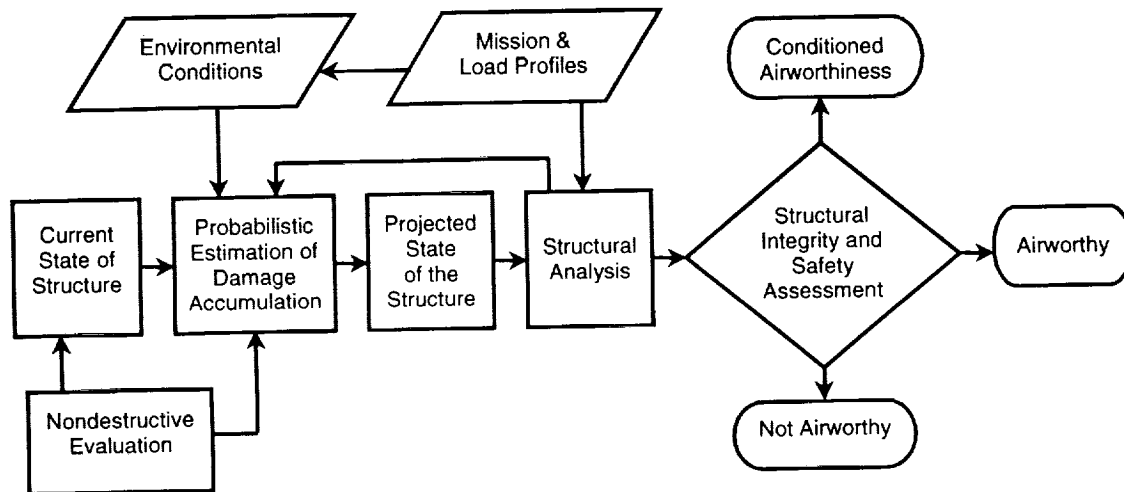 Environmental
Conditions
Mission &
Load Profiles
Conditioned
Airworthiness
Current
State of
Structure
Probabilistic
Estimation of
Damage
Accumulation
Projected
State
of the
Structure
Structural
Analysis
Structural
Integrity and
Safety
Assessment
Airworthy
Nondestructive
Evaluation
Not Airworthy